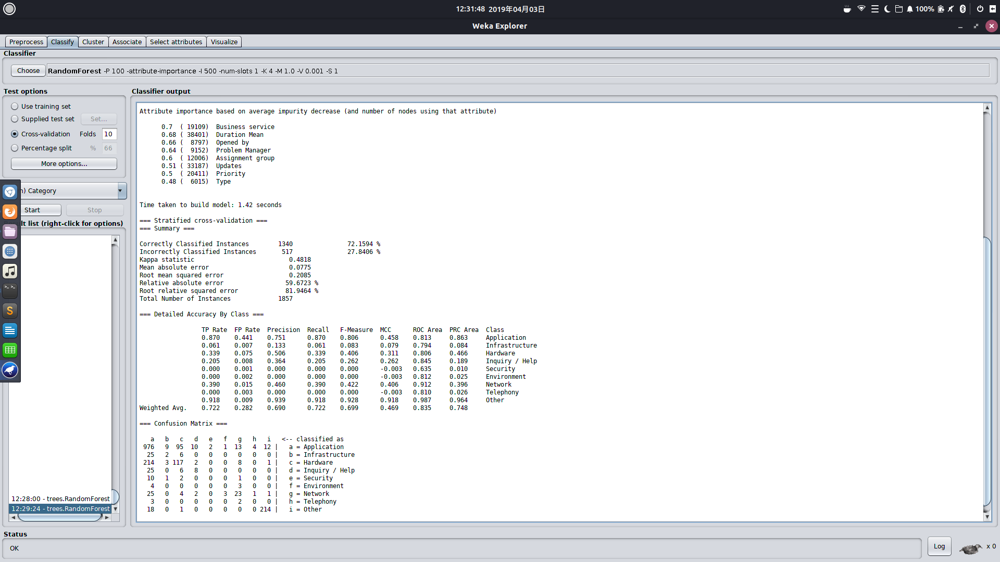 12:31:48 2019年04月03日
100%
Weka Explorer
Preprocess Classify Cluster Associate Select attributes Visualize
Classifier
Choose RandomForest -P 100 -attribute-importance -I 500 -num-slots 1 -K 4 -M 1.0 -V 0.001 -S 1
Test options
Use training set
Supplied test set Set...
Cross-validation Folds 10
Percentage split % 66
More options...
) Category
Start Stop
lt list (right-click for options)
12:28:00 - trees.RandomForest
12:29:24 - trees.RandomForest
Classifier output
Attribute importance based on average impurity decrease (and number of nodes using that attribute)
0.7 ( 19109) Business service
0.68 ( 38401) Duration Mean
0.66 ( 8797) Opened by
0.64 ( 9152) Problem Manager
0.6 ( 12006) Assignment group
0.51 ( 33187) Updates
0.5 ( 20411) Priority
0.48 ( 6015) Type
Time taken to build model: 1.42 seconds
=== Stratified cross-validation ===
=== Summary ===
Correctly Classified Instances 1340 72.1594 %
Incorrectly Classified Instances 517 27.8406 %
Kappa statistic 0.4818
Mean absolute error 0.0775
Root mean squared error 0.2085
Relative absolute error 59.6723 %
Root relative squared error 81.9464 %
Total Number of Instances 1857
=== Detailed Accuracy By Class ===
TP Rate FP Rate Precision Recall F-Measure MCC ROC Area PRC Area Class
0.870 0.441 0.751 0.870 0.806 0.458 0.813 0.863 Application
0.061 0.007 0.133 0.061 0.083 0.079 0.794 0.084 Infrastructure
0.339 0.075 0.506 0.339 0.406 0.311 0.806 0.466 Hardware
0.205 0.008 0.364 0.205 0.262 0.262 0.845 0.189 Inquiry / Help
0.000 0.001 0.000 0.000 0.000 -0.003 0.635 0.010 Security
0.000 0.002 0.000 0.000 0.000 -0.003 0.812 0.025 Environment
0.390 0.015 0.460 0.390 0.422 0.406 0.912 0.396 Network
0.000 0.003 0.000 0.000 0.000 -0.003 0.810 0.026 Telephony
0.918 0.009 0.939 0.918 0.928 0.918 0.987 0.964 Other
Weighted Avg. 0.722 0.282 0.690 0.722 0.699 0.469 0.835 0.748
=== Confusion Matrix ===
a b c d e f g h i <-- classified as
976 9 95 10 2 1 13 4 12 | a = Application
25 2 6 0 0 0 0 0 0 | b = Infrastructure
214 3 117 2 0 0 8 0 1 | c = Hardware
25 0 6 8 0 0 0 0 0 | d = Inquiry / Help
10 1 2 0 0 0 1 0 0 | e = Security
4 0 0 0 0 0 3 0 0 | f = Environment
25 0 4 2 0 3 23 1 1 | g = Network
3 0 0 0 0 0 2 0 0 | h = Telephony
18 0 1 0 0 0 0 0 214 | i = Other
Status
OK
Log
x 0